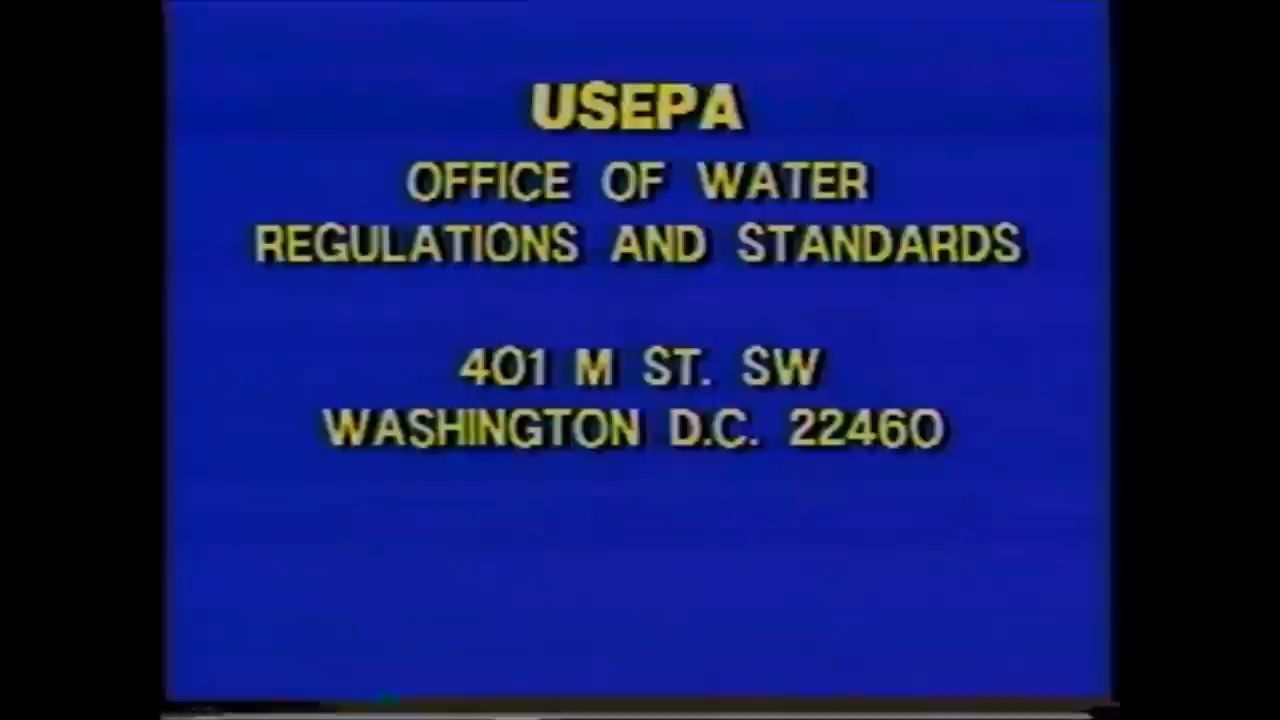 USEPA
OFFICE OF WATER
REGULATIONS AND STANDARDS
401 M ST. SW
WASHINGTON D.C. 22460